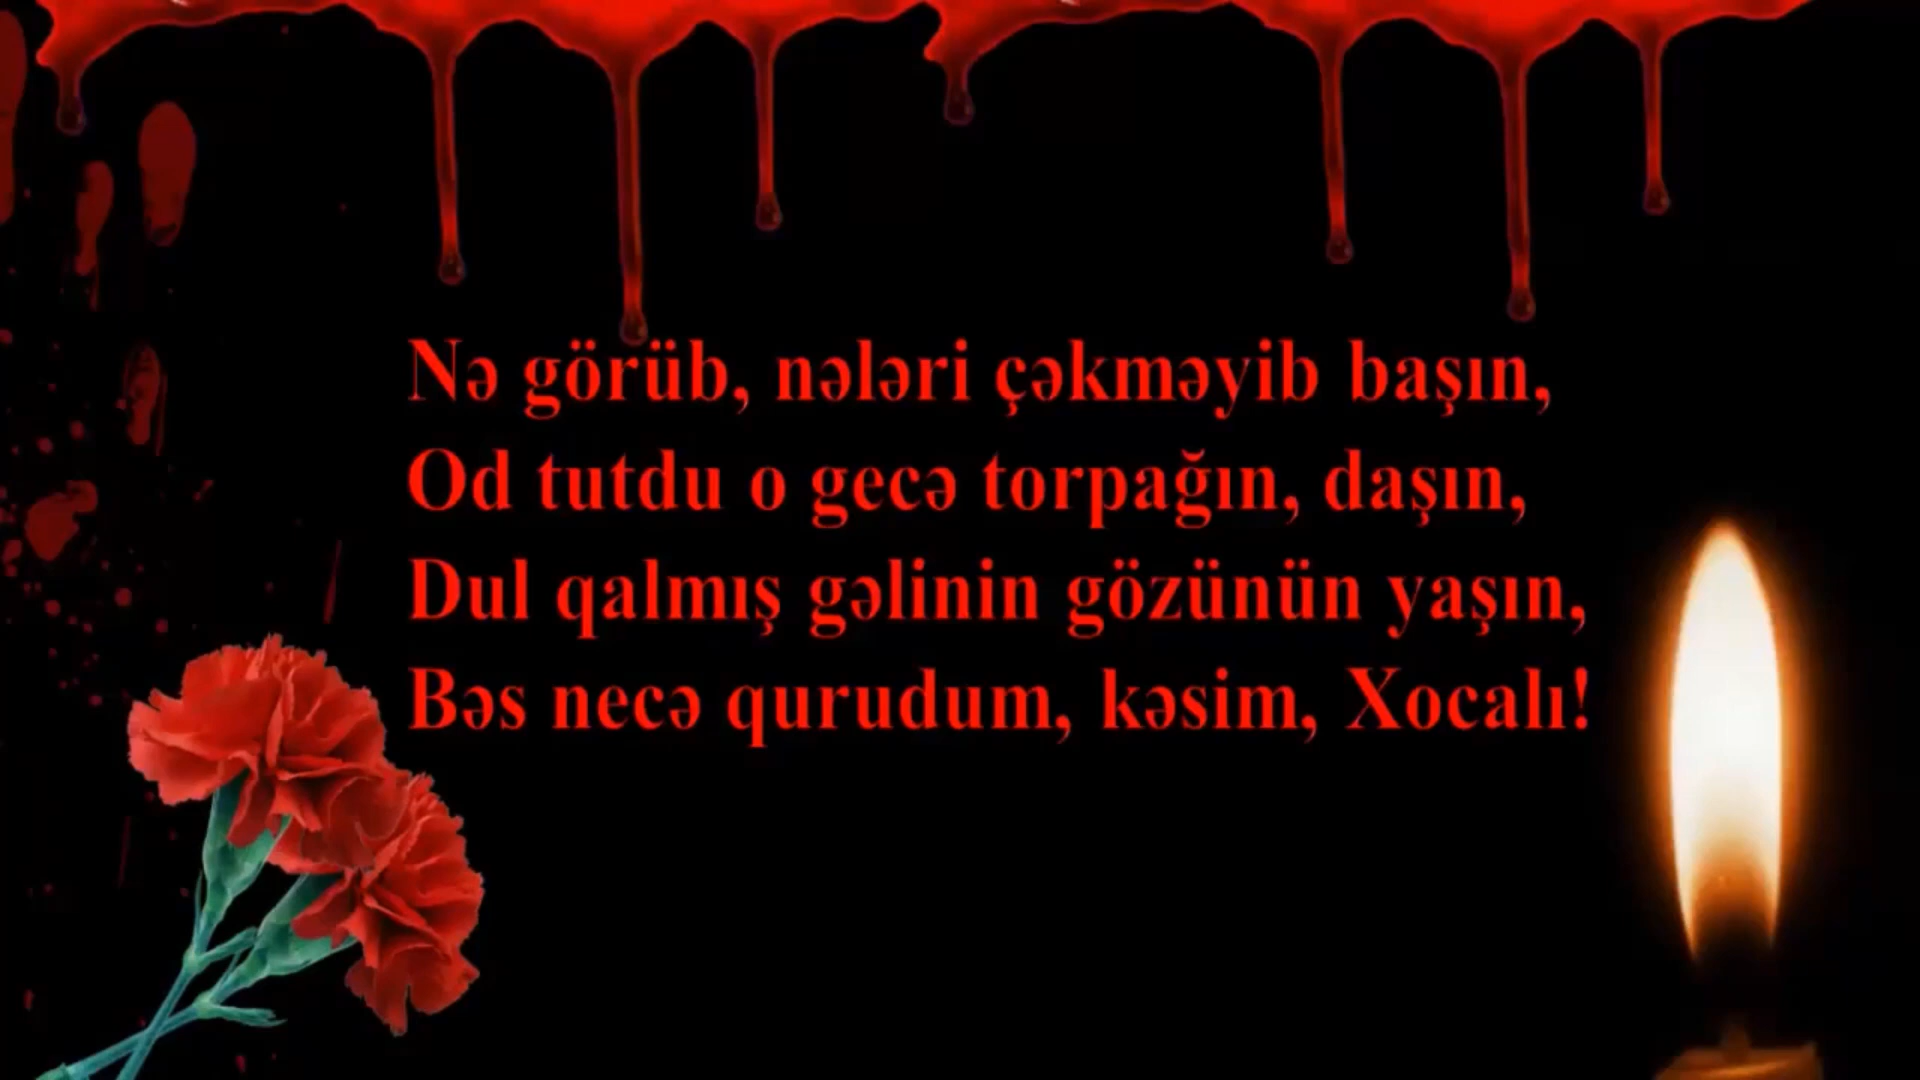 Nə görüb, nələri çəkməyib başın,
Od tutdu o gecə torpağın, daşın,
Dul qalmış gəlinin gözünün yaşın,
Bəs necə qurudum, kəsim, Xocalı!